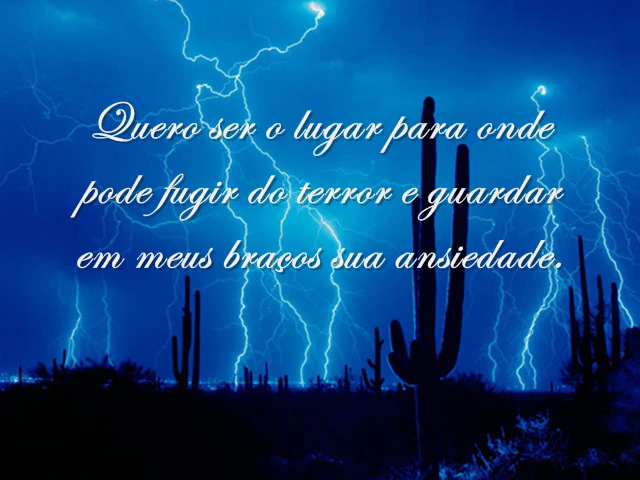 Quero ser o lugar para onde
pode fugir do terror e guardar
em meus braços sua ansiedade.